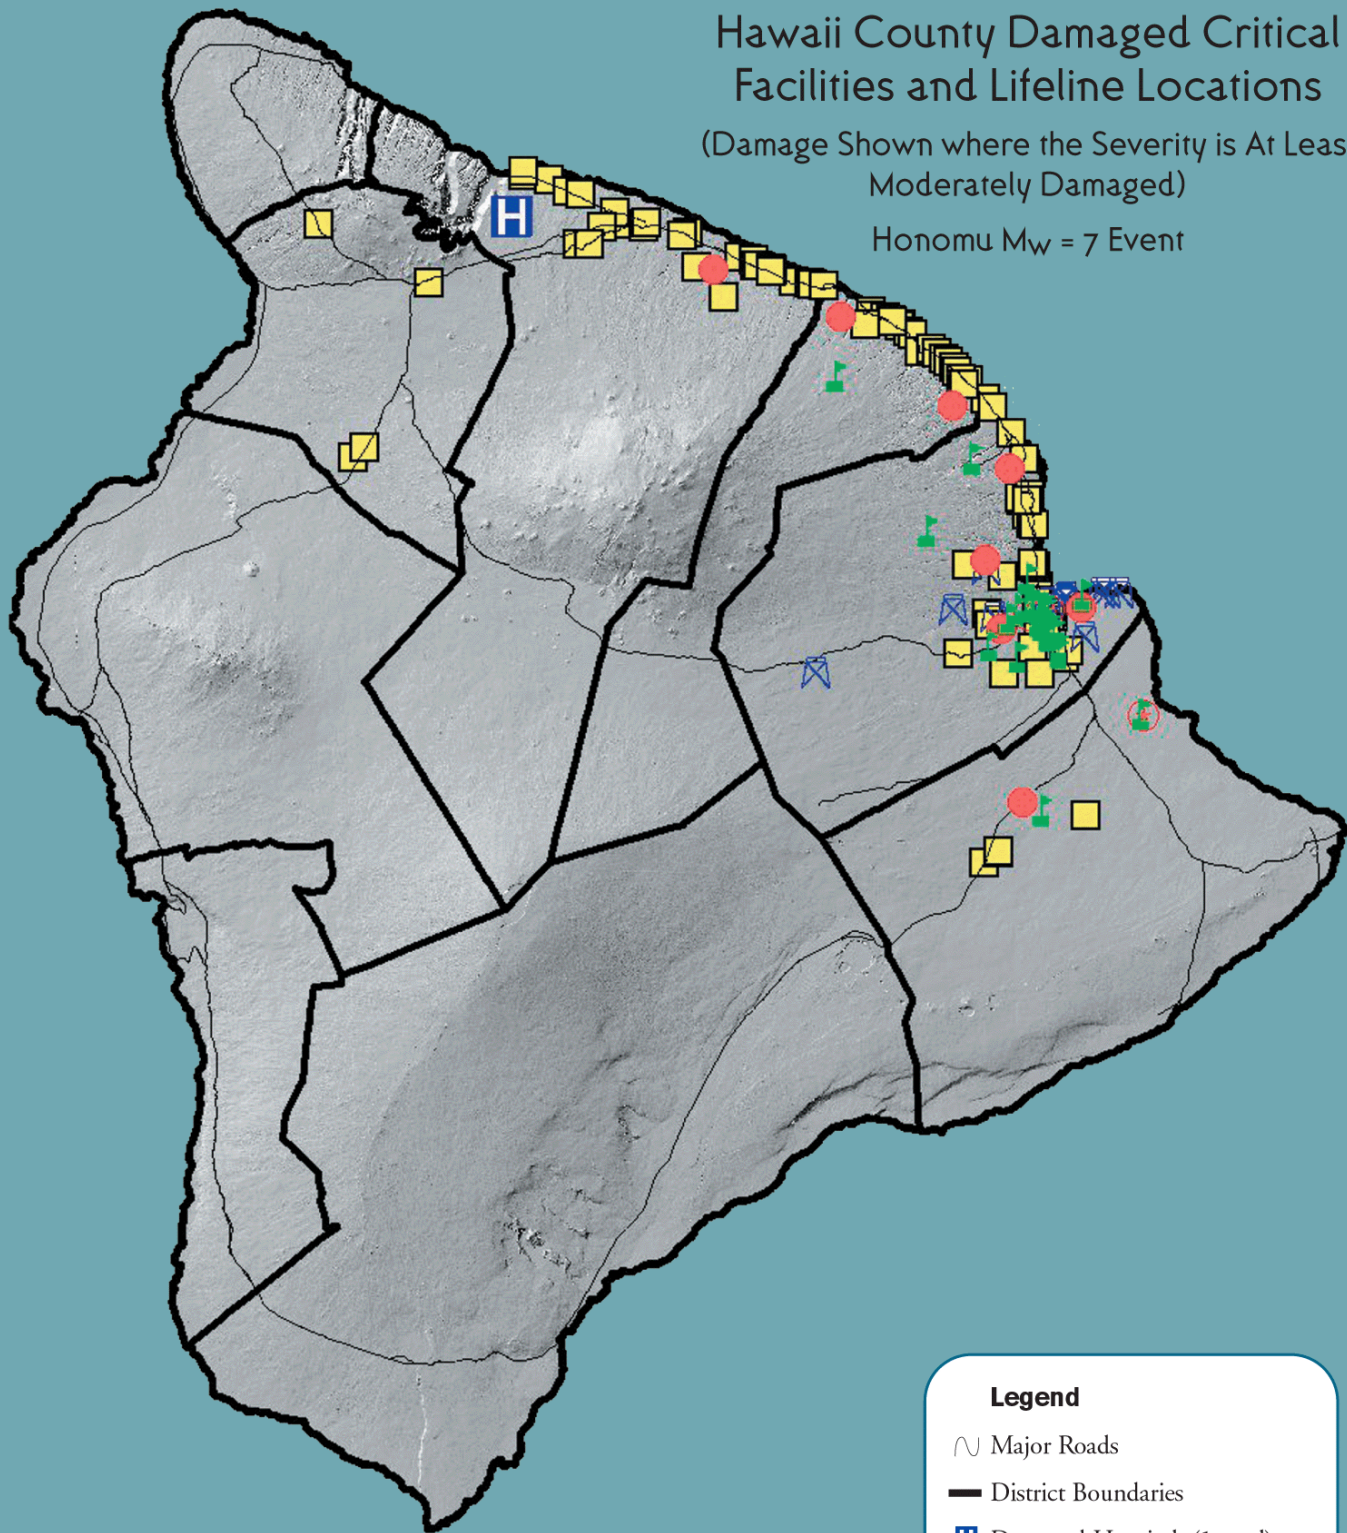 Hawaii County Damaged Critical
Facilities and Lifeline Locations
(Damage Shown where the Severity is At Leas
Moderately Damaged)
Honomu Mw = 7 Event
H
Legend
Major Roads
District Boundaries